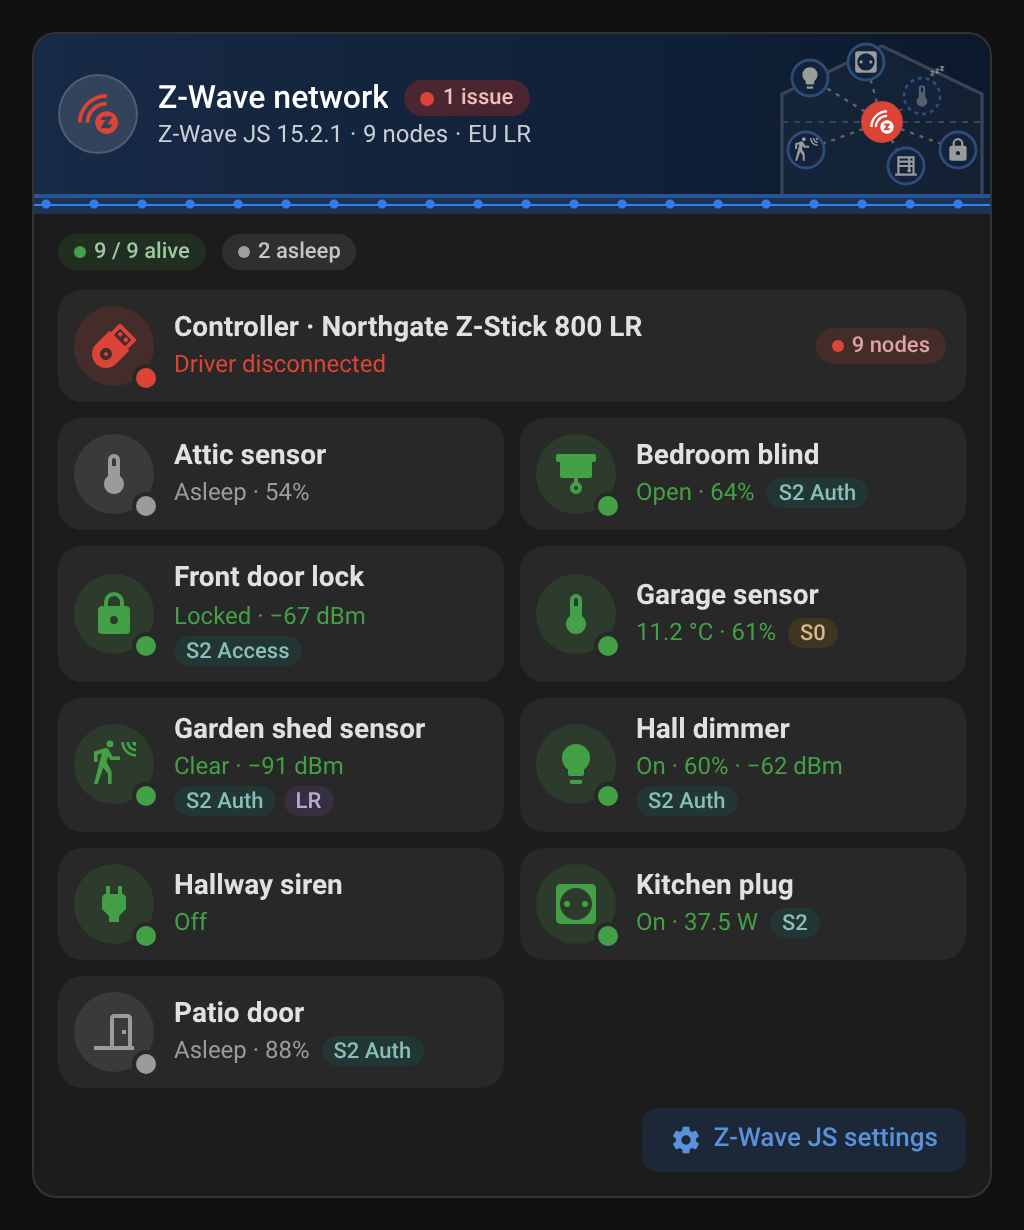 Z-Wave network
1 issue
Z-Wave JS 15.2.1 · 9 nodes · EU LR
zzz
9 / 9 alive
2 asleep
Controller · Northgate Z-Stick 800 LR
Driver disconnected
9 nodes
Attic sensor
Asleep · 54%
Bedroom blind
Open · 64% S2 Auth
Front door lock
Locked · −67 dBm
S2 Access
Garage sensor
11.2 °C · 61% S0
Garden shed sensor
Clear · −91 dBm
S2 Auth LR
Hall dimmer
On · 60% · −62 dBm
S2 Auth
Hallway siren
Off
Kitchen plug
On · 37.5 W S2
Patio door
Asleep · 88% S2 Auth
Z-Wave JS settings